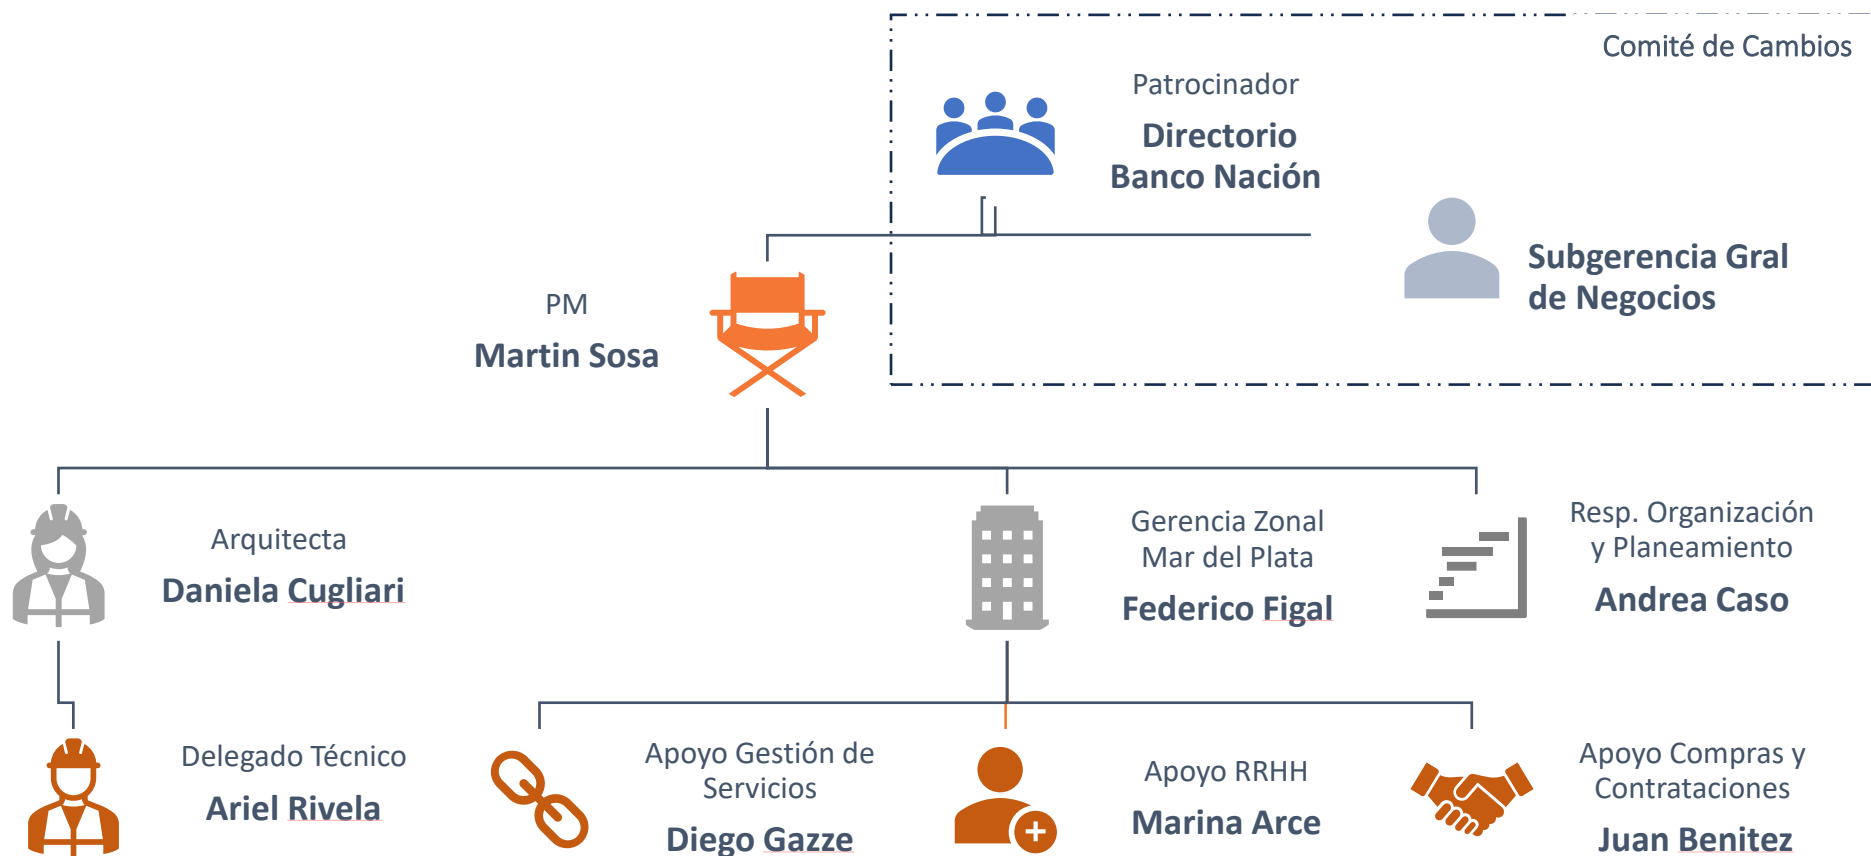 Comité de Cambios
Patrocinador
Directorio
Banco Nación
Subgerencia Gral
de Negocios
PM
Martin Sosa
Arquitecta
Daniela Cugliari
Gerencia Zonal
Mar del Plata
Federico Figal
Resp. Organización
y Planeamiento
Andrea Caso
Delegado Técnico
Ariel Rivela
Apoyo Gestión de
Servicios
Diego Gazze
Apoyo RRHH
Marina Arce
Apoyo Compras y
Contrataciones
Juan Benitez